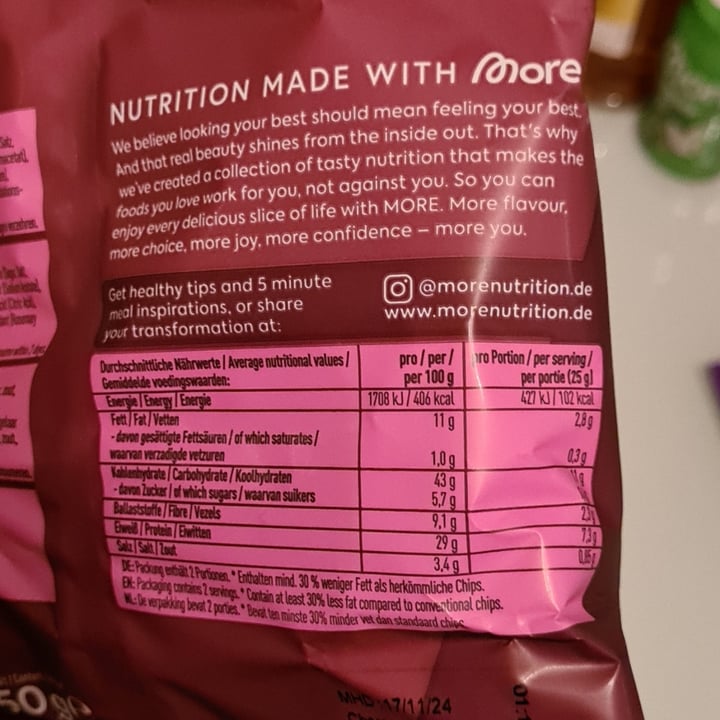 NUTRITION MADE WITH More
We believe looking your best should mean feeling your best.
And that real beauty shines from the inside out. That's why
we've created a collection of tasty nutrition that makes the
foods you love work for you, not against you. So you can
enjoy every delicious slice of life with MORE. More flavour,
more choice, more joy, more confidence – more you.
Get healthy tips and 5 minute
meal inspirations, or share
your transformation at:
@morenutrition.de
www.morenutrition.de
Durchschnittliche Nährwerte / Average nutritional values / pro / per / pro Portion / per serving /
Gemiddelde voedingswaarden: per 100 g per portie (25 g)
Energie / Energy / Energie 1708 kJ / 406 kcal 427 kJ / 102 kcal
Fett / Fat / Vetten 11 g 2,8 g
- davon gesättigte Fettsäuren / of which saturates /
waarvan verzadigde vetzuren 1,0 g 0,3 g
Kohlenhydrate / Carbohydrate / Koolhydraten 43 g 11 g
- davon Zucker / of which sugars / waarvan suikers 5,7 g
Ballaststoffe / Fibre / Vezels 9,1 g
Eiweiß / Protein / Eiwitten 29 g 7,3 g
Salz / Salt / Zout 3,4 g 0,85 g
DE: Packung enthält 2 Portionen. * Enthalten mind. 30 % weniger Fett als herkömmliche Chips.
EN: Packaging contains 2 servings. * Contain at least 30% less fat compared to conventional chips.
NL: De verpakking bevat 2 porties. * Bevat ten minste 30% minder vet dan standaard chips
50 g
MHD 17/11/24